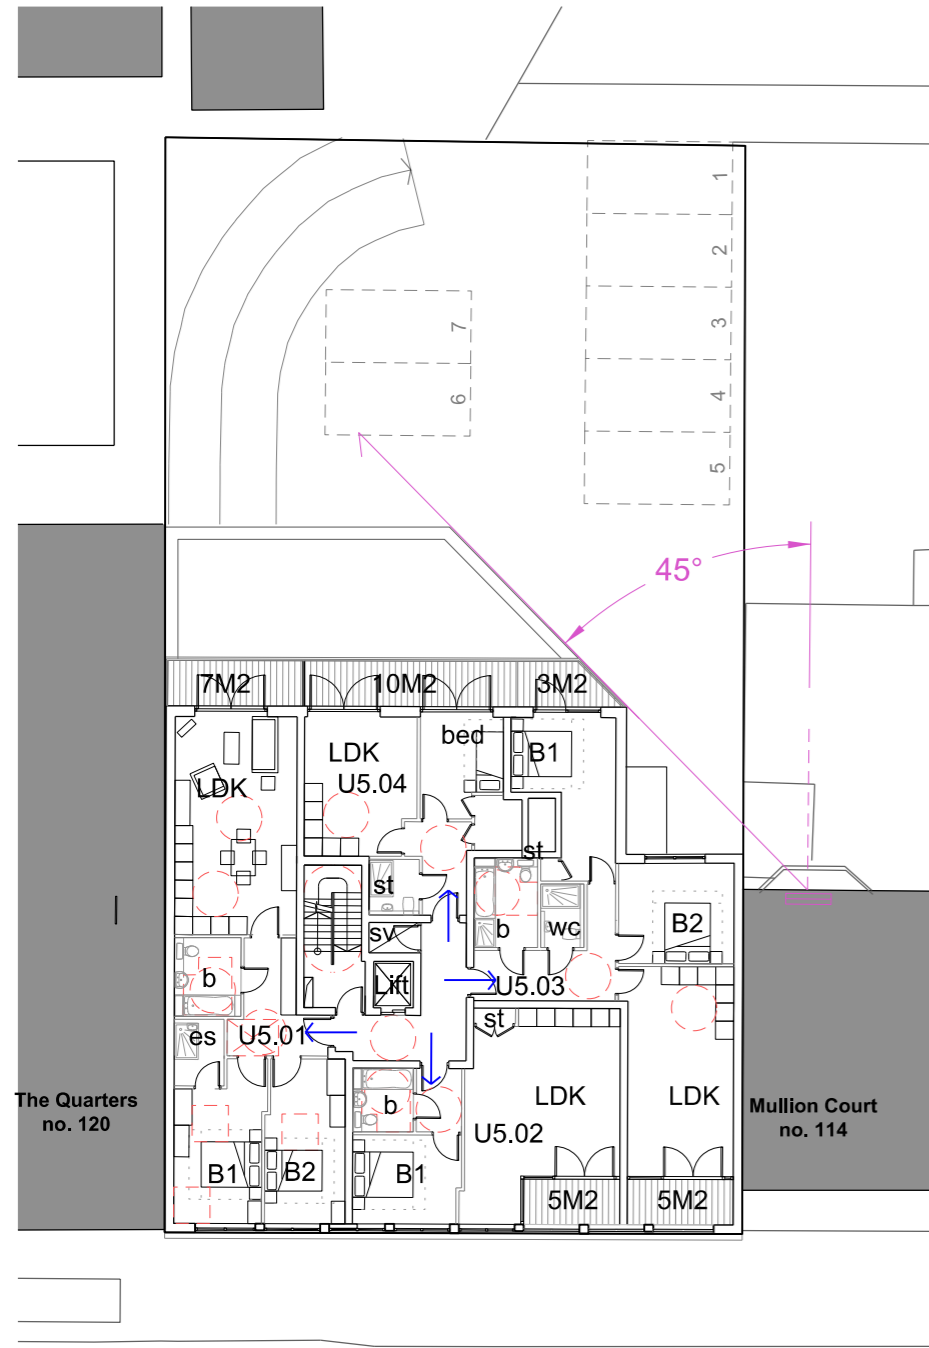 1
2
3
4
5
7
6
45°
7M2
10M2
3M2
bed
LDK
B1
U5.04
LDK
st
st
b
wc
B2
sv
b
Lift
U5.03
st
es
U5.01
LDK
LDK
The Quarters
no. 120
b
Mullion Court
no. 114
U5.02
B1
B2
B1
5M2
5M2